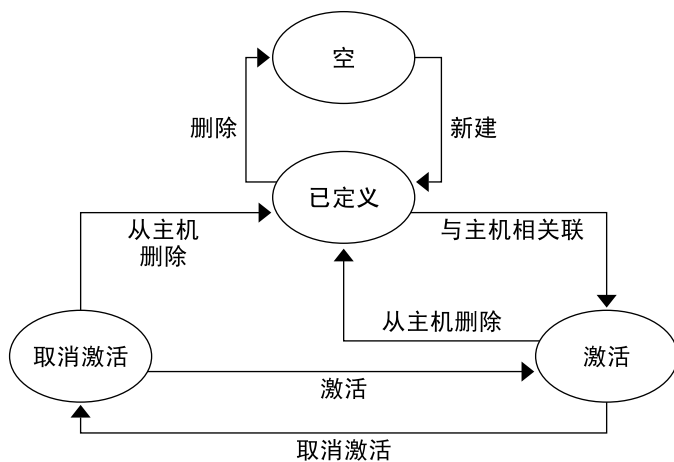 空
删除
新建
已定义
从主机
删除
与主机相关联
从主机删除
取消激活
激活
激活
取消激活